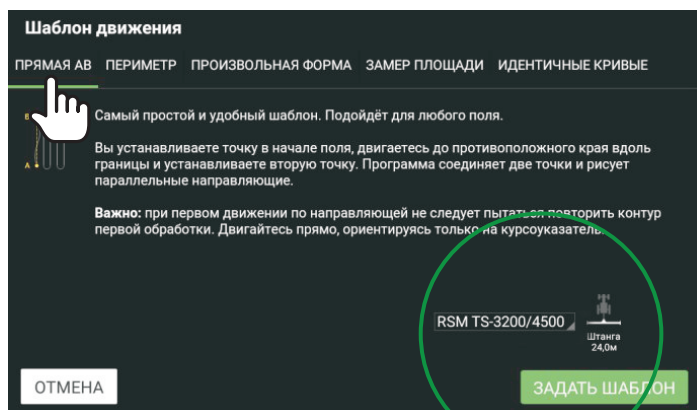 Шаблон движения
ПРЯМАЯ АВ ПЕРИМЕТР ПРОИЗВОЛЬНАЯ ФОРМА ЗАМЕР ПЛОЩАДИ ИДЕНТИЧНЫЕ КРИВЫЕ
В
А
Самый простой и удобный шаблон. Подойдёт для любого поля.
Вы устанавливаете точку в начале поля, двигаетесь до противоположного края вдоль
границы и устанавливаете вторую точку. Программа соединяет две точки и рисует
параллельные направляющие.
Важно: при первом движении по направляющей не следует пытаться повторить контур
первой обработки. Двигайтесь прямо, ориентируясь только на курсоуказатель.
RSM TS-3200/4500
Штанга
24,0м
ОТМЕНА
ЗАДАТЬ ШАБЛОН